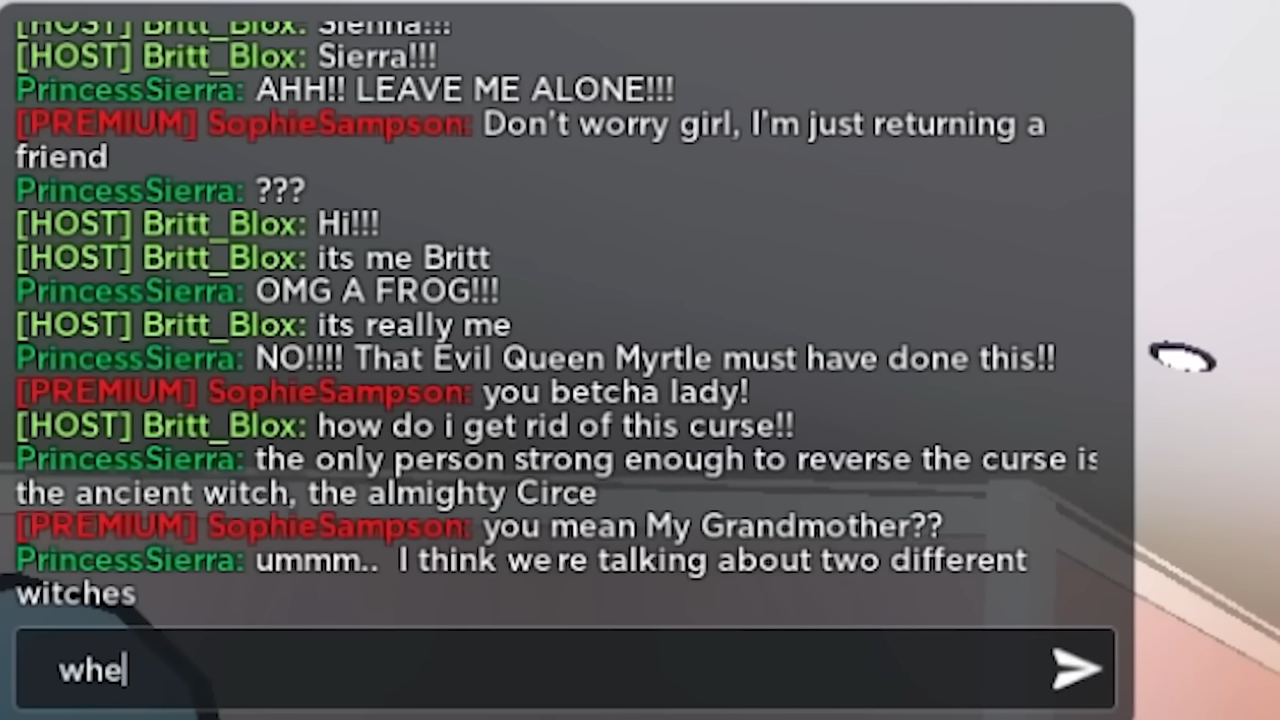 [HOST] Britt_Blox: Sienna!!!
[HOST] Britt_Blox: Sierra!!!
PrincessSierra: AHH!! LEAVE ME ALONE!!!
[PREMIUM] SophieSampson: Don't worry girl, I'm just returning a
friend
PrincessSierra: ???
[HOST] Britt_Blox: Hi!!!
[HOST] Britt_Blox: its me Britt
PrincessSierra: OMG A FROG!!!
[HOST] Britt_Blox: its really me
PrincessSierra: NO!!!! That Evil Queen Myrtle must have done this!!
[PREMIUM] SophieSampson: you betcha lady!
[HOST] Britt_Blox: how do i get rid of this curse!!
PrincessSierra: the only person strong enough to reverse the curse is
the ancient witch, the almighty Circe
[PREMIUM] SophieSampson: you mean My Grandmother??
PrincessSierra: ummm.. I think we're talking about two different
witches
whe